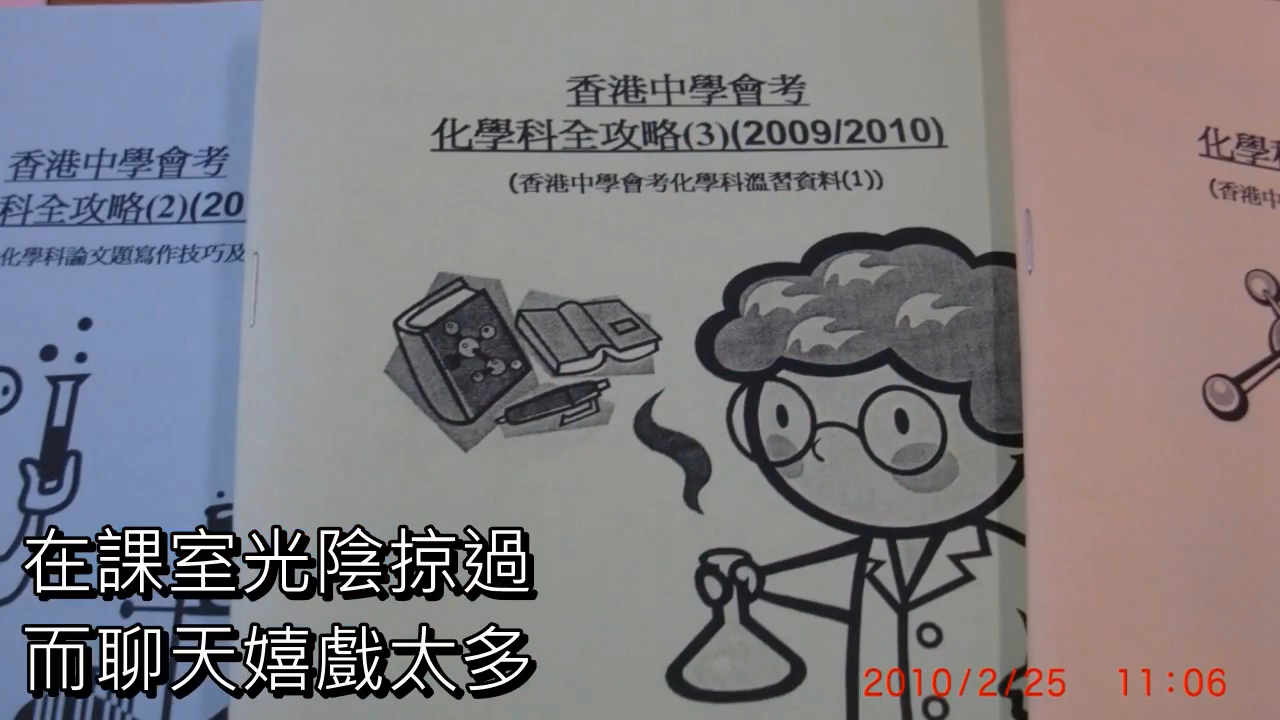 香港中學會考
科全攻略(2)(20
化學科論文題寫作技巧及
香港中學會考
化學科全攻略(3)(2009/2010)
(香港中學會考化學科溫習資料(1))
化學科
(香港中
在課室光陰掠過
而聊天嬉戲太多
2010/2/25 11:06